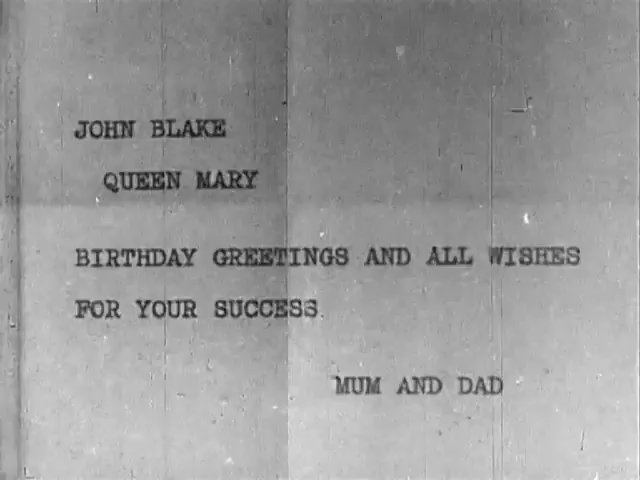 JOHN BLAKE
QUEEN MARY
BIRTHDAY GREETINGS AND ALL WISHES
FOR YOUR SUCCESS.
MUM AND DAD